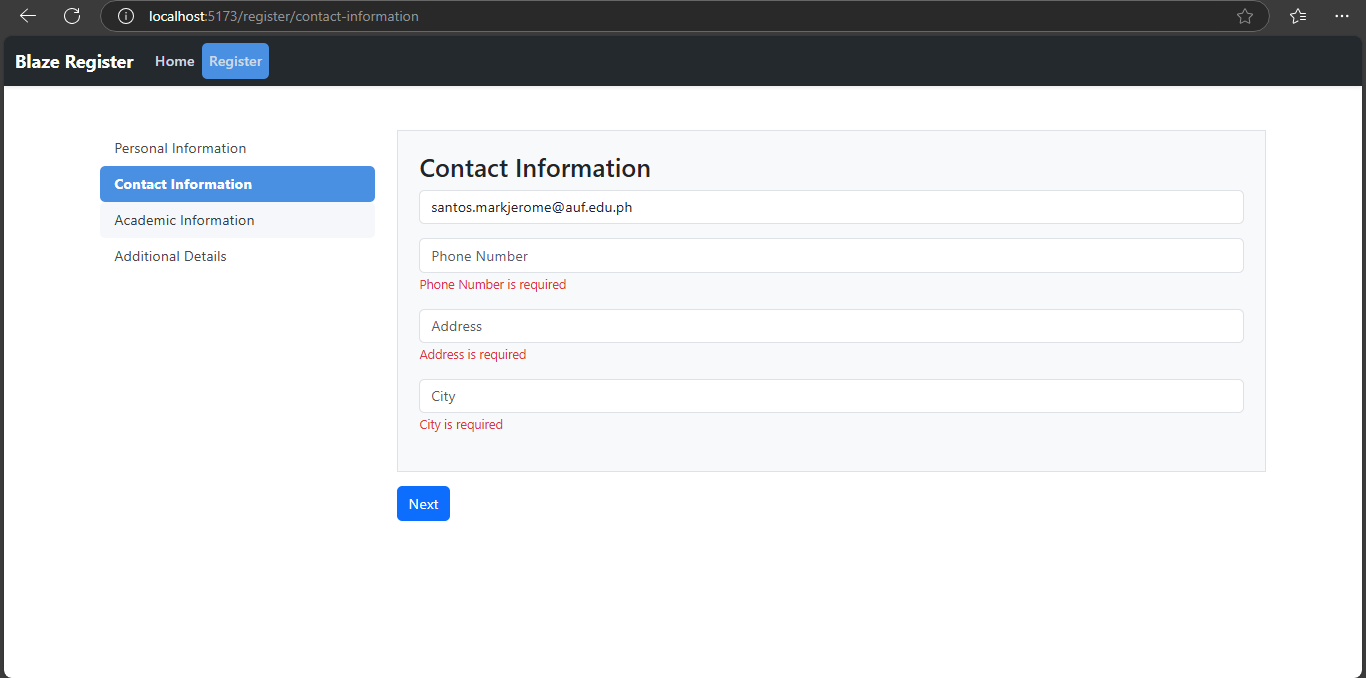 localhost:5173/register/contact-information
Blaze Register Home Register
Personal Information
Contact Information
Academic Information
Additional Details
Contact Information
santos.markjerome@auf.edu.ph
Phone Number
Phone Number is required
Address
Address is required
City
City is required
Next